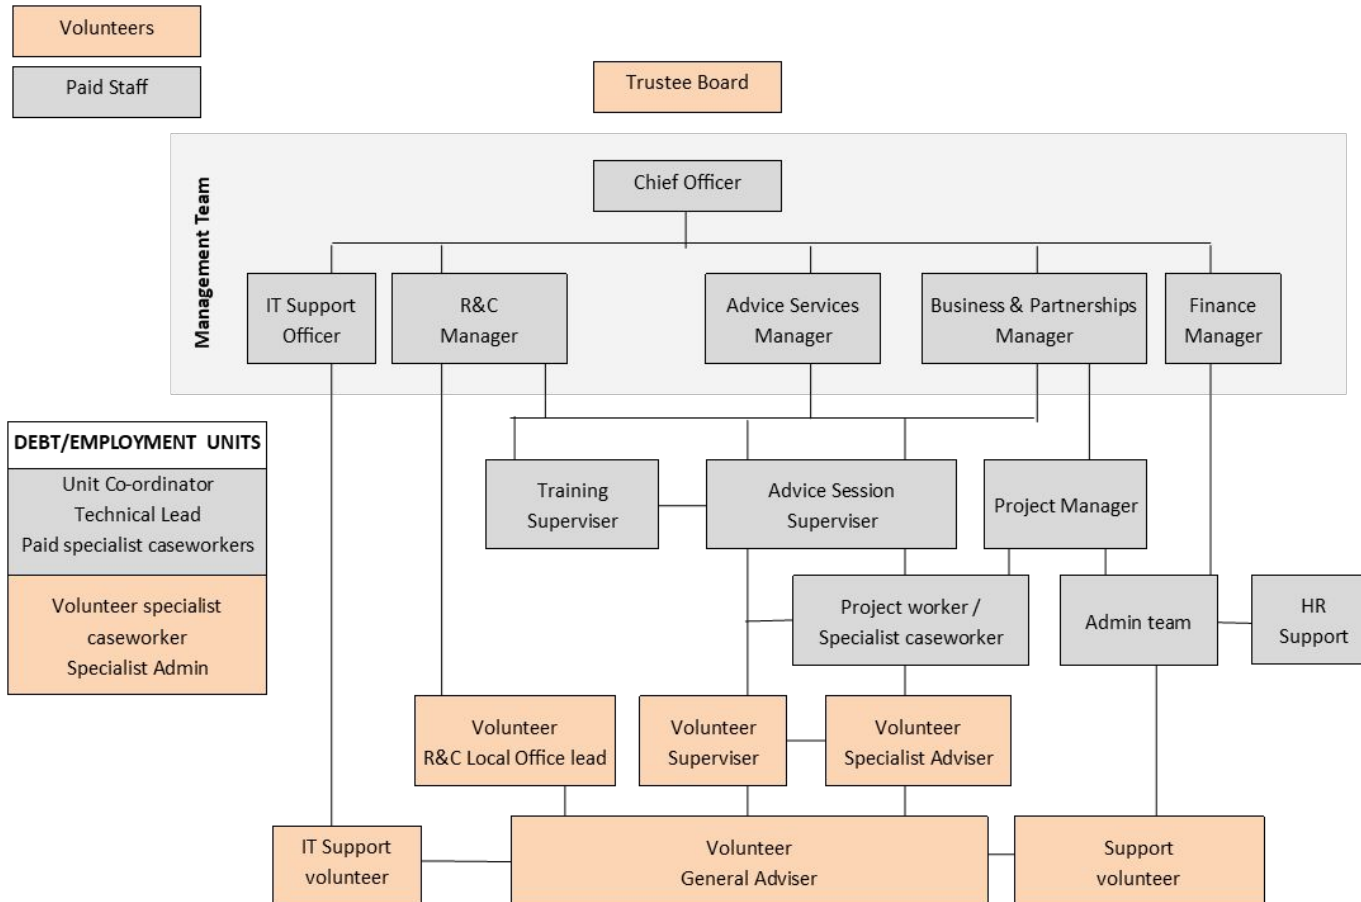 Volunteers
Paid Staff
Trustee Board
Management Team
Chief Officer
IT Support
Officer
R&C
Manager
Advice Services
Manager
Business & Partnerships
Manager
Finance
Manager
DEBT/EMPLOYMENT UNITS
Unit Co-ordinator
Technical Lead
Paid specialist caseworkers
Volunteer specialist
caseworker
Specialist Admin
Training
Superviser
Advice Session
Superviser
Project Manager
Project worker /
Specialist caseworker
Admin team
HR
Support
Volunteer
R&C Local Office lead
Volunteer
Superviser
Volunteer
Specialist Adviser
IT Support
volunteer
Volunteer
General Adviser
Support
volunteer